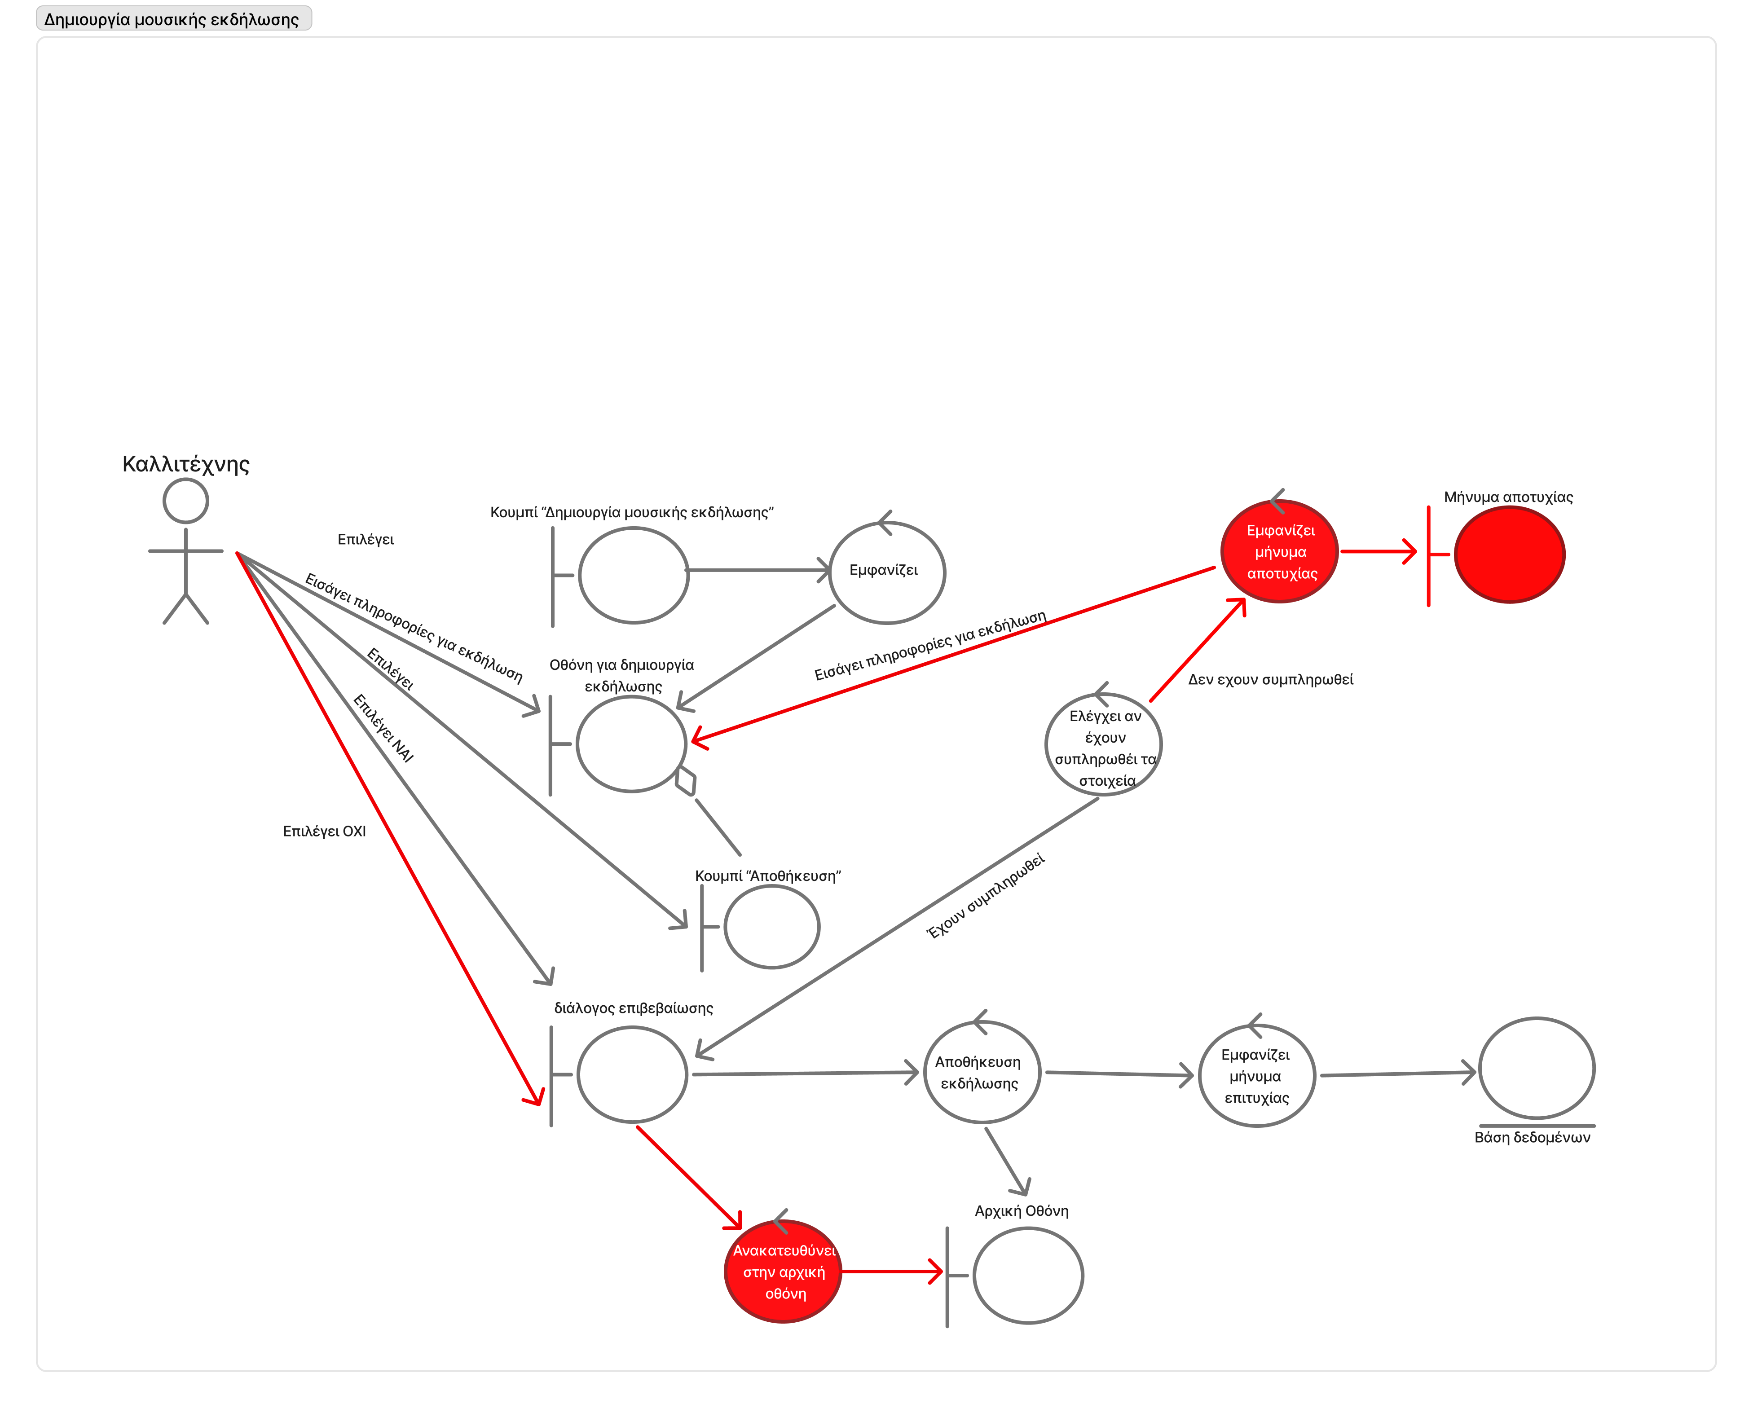 Δημιουργία μουσικής εκδήλωσης
Καλλιτέχνης
Επιλέγει
Κουμπί “Δημιουργία μουσικής εκδήλωσης”
Εμφανίζει
Εμφανίζει
μήνυμα
αποτυχίας
Μήνυμα αποτυχίας
Εισάγει πληροφορίες για εκδήλωση
Εισάγει πληροφορίες για εκδήλωση
Οθόνη για δημιουργία
εκδήλωσης
Δεν εχουν συμπληρωθεί
Επιλέγει
Επιλέγει ΝΑΙ
Ελέγχει αν
έχουν
συπληρωθέι τα
στοιχεία
Επιλέγει ΟΧΙ
Κουμπί “Αποθήκευση”
Έχουν συμπληρωθεί
διάλογος επιβεβαίωσης
Αποθήκευση
εκδήλωσης
Εμφανίζει
μήνυμα
επιτυχίας
Βάση δεδομένων
Αρχική Οθόνη
Ανακατευθύνει
στην αρχική
οθόνη